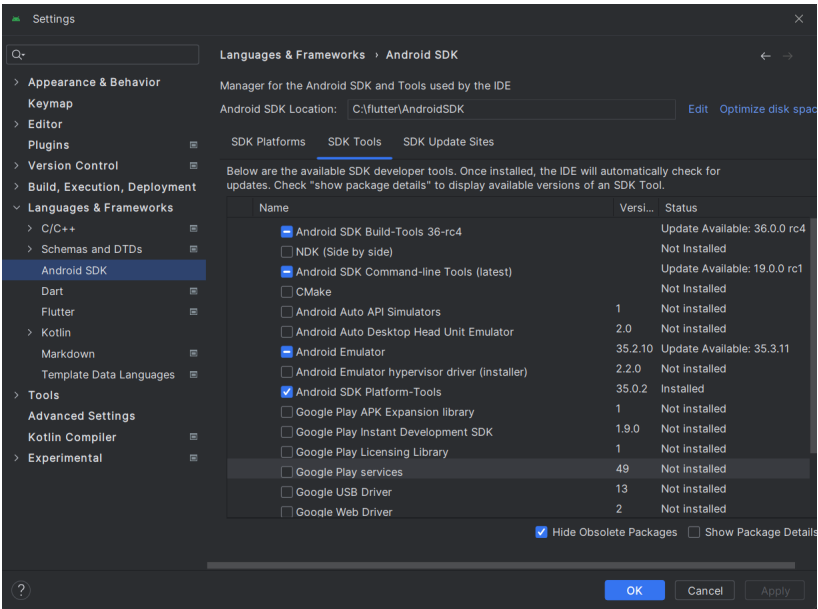 Settings
Languages & Frameworks › Android SDK
Appearance & Behavior
Keymap
Editor
Plugins
Version Control
Build, Execution, Deployment
Languages & Frameworks
C/C++
Schemas and DTDs
Android SDK
Dart
Flutter
Kotlin
Markdown
Template Data Languages
Tools
Advanced Settings
Kotlin Compiler
Experimental
Manager for the Android SDK and Tools used by the IDE
Android SDK Location: C:\flutter\AndroidSDK Edit Optimize disk spac
SDK Platforms SDK Tools SDK Update Sites
Below are the available SDK developer tools. Once installed, the IDE will automatically check for
updates. Check "show package details" to display available versions of an SDK Tool.
Name Versi... Status
Android SDK Build-Tools 36-rc4 Update Available: 36.0.0 rc4
NDK (Side by side) Not Installed
Android SDK Command-line Tools (latest) Update Available: 19.0.0 rc1
CMake Not Installed
Android Auto API Simulators 1 Not installed
Android Auto Desktop Head Unit Emulator 2.0 Not installed
Android Emulator 35.2.10 Update Available: 35.3.11
Android Emulator hypervisor driver (installer) 2.2.0 Not installed
Android SDK Platform-Tools 35.0.2 Installed
Google Play APK Expansion library 1 Not installed
Google Play Instant Development SDK 1.9.0 Not installed
Google Play Licensing Library 1 Not installed
Google Play services 49 Not installed
Google USB Driver 13 Not installed
Google Web Driver 2 Not installed
Hide Obsolete Packages Show Package Details
? OK Cancel Apply